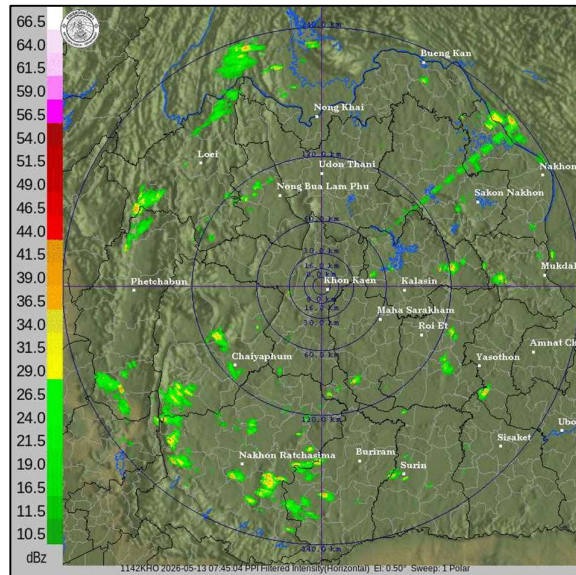 66.5
64.0
61.5
59.0
56.5
54.0
51.5
49.0
46.5
44.0
41.5
39.0
36.5
34.0
31.5
29.0
26.5
24.0
21.5
19.0
16.5
13.0
10.5
dBz
Bueng Kan
Nong Khai
Loei
Udon Thani
Nakhon
Nong Bua Lam Phu
Sakon Nakhon
Mukdah
Phetchabun
Khon Kaen
Kalasin
Maha Sarakham
Roi Et
Amnat Ch
Chaiyaphum
Yasothon
Ubo
Sisaket
Nakhon Ratchasima
Buriram
Surin
1142KHO 2026-05-13 07:45:04 PPI Filtered Intensity(Horizontal) El: 0.50° Sweep: 1 Polar